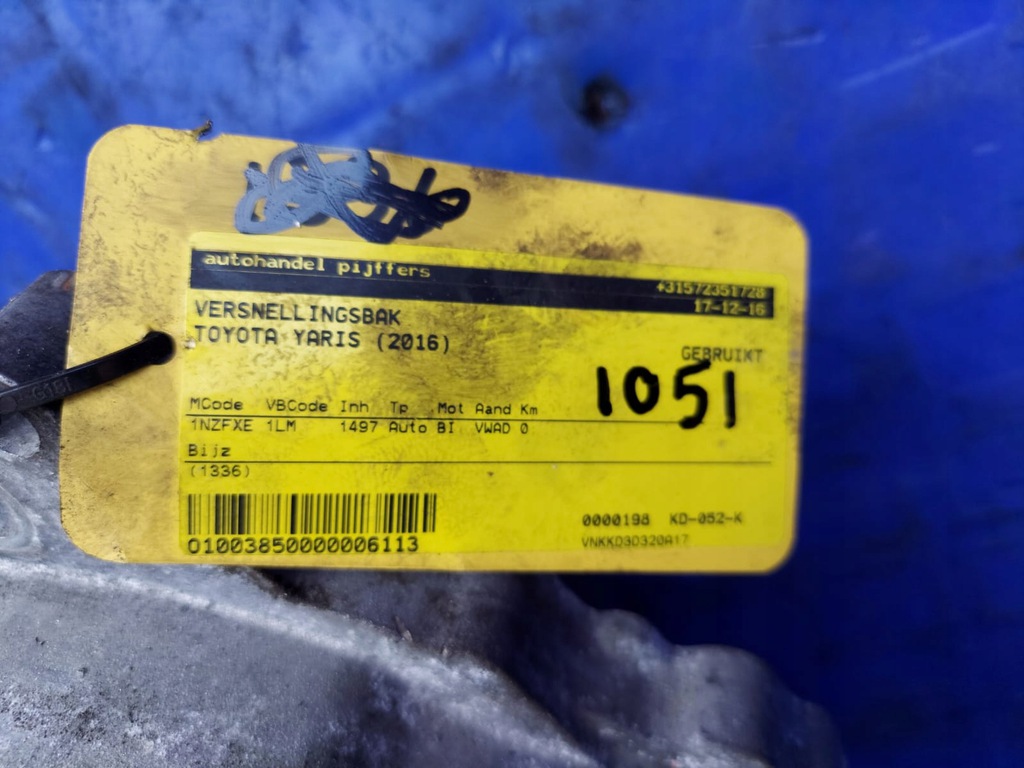 autohandel pijffers
+31572351728
17-12-16
VERSNELLINGSBAK
TOYOTA YARIS (2016)
GEBRUIKT
1051
MCode VBCode Inh Tp Mot Aand Km
1NZFXE 1LM 1497 Auto BI VWAD 0
Bijz
(1336)
0000198 KD-052-K
VNKKD3D320A17
01003850000006113